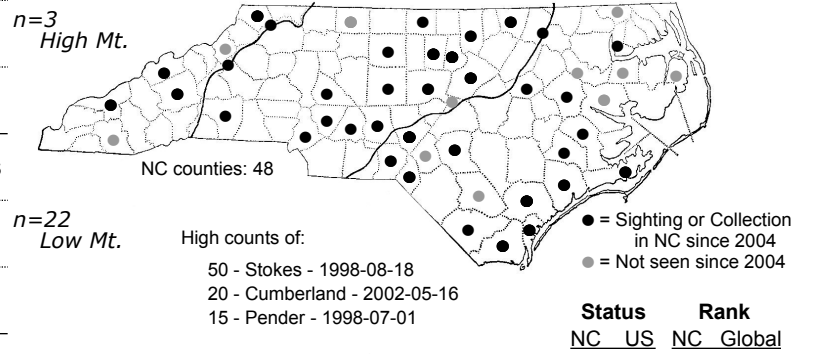 n=3
High Mt.
NC counties: 48
n=22
Low Mt.
High counts of:
50 - Stokes - 1998-08-18
20 - Cumberland - 2002-05-16
15 - Pender - 1998-07-01
= Sighting or Collection
in NC since 2004
= Not seen since 2004
Status Rank
NC US NC Global